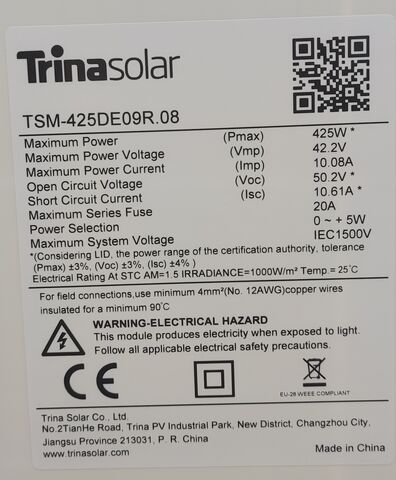 Trinasolar
TSM-425DE09R.08
Maximum Power (Pmax) 425W *
Maximum Power Voltage (Vmp) 42.2V
Maximum Power Current (Imp) 10.08A
Open Circuit Voltage (Voc) 50.2V *
Short Circuit Current (Isc) 10.61A *
Maximum Series Fuse 20A
Power Selection 0 ~ + 5W
Maximum System Voltage IEC1500V
*(Considering LID, the power range of the certification authority, tolerance
(Pmax) ±3%, (Voc) ±3%, (Isc) ±4% )
Electrical Rating At STC AM=1.5 IRRADIANCE=1000W/m² Temp.= 25℃
For field connections,use minimum 4mm²(No. 12AWG)copper wires
insulated for a minimum of 90℃
WARNING-ELECTRICAL HAZARD
This module produces electricity when exposed to light.
Follow all applicable electrical safety precautions.
CE
EU-28 WEEE COMPLIANT
Trina Solar Co., Ltd.
No.2TianHe Road, Trina PV Industrial Park, New District, Changzhou City,
Jiangsu Province 213031, P. R. China
www.trinasolar.com Made in China